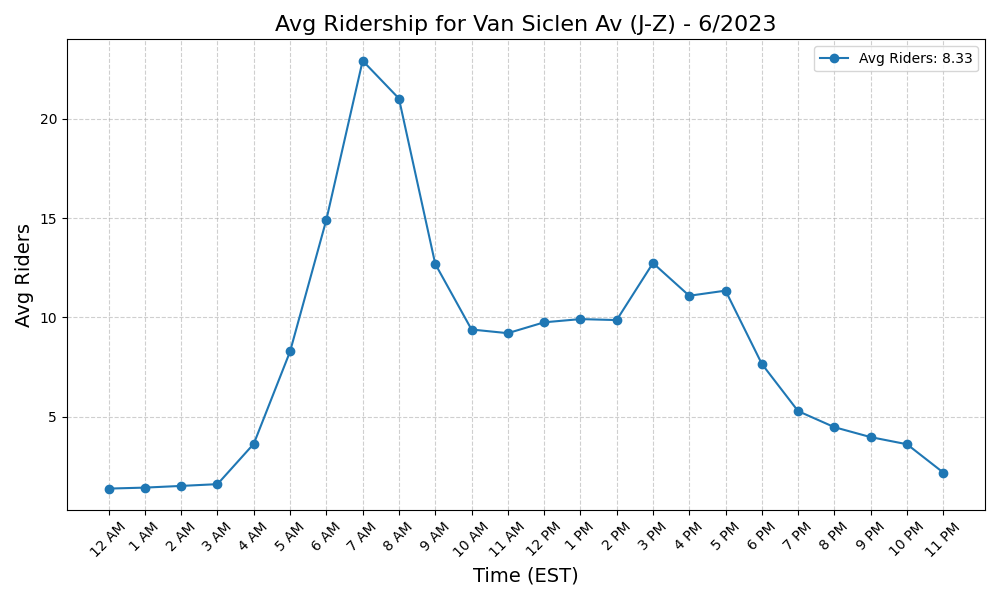 Avg Ridership for Van Siclen Av (J-Z) - 6/2023
Avg Riders: 8.33
Avg Riders
20
15
10
5
12 AM
1 AM
2 AM
3 AM
4 AM
5 AM
6 AM
7 AM
8 AM
9 AM
10 AM
11 AM
12 PM
1 PM
2 PM
3 PM
4 PM
5 PM
6 PM
7 PM
8 PM
9 PM
10 PM
11 PM
Time (EST)